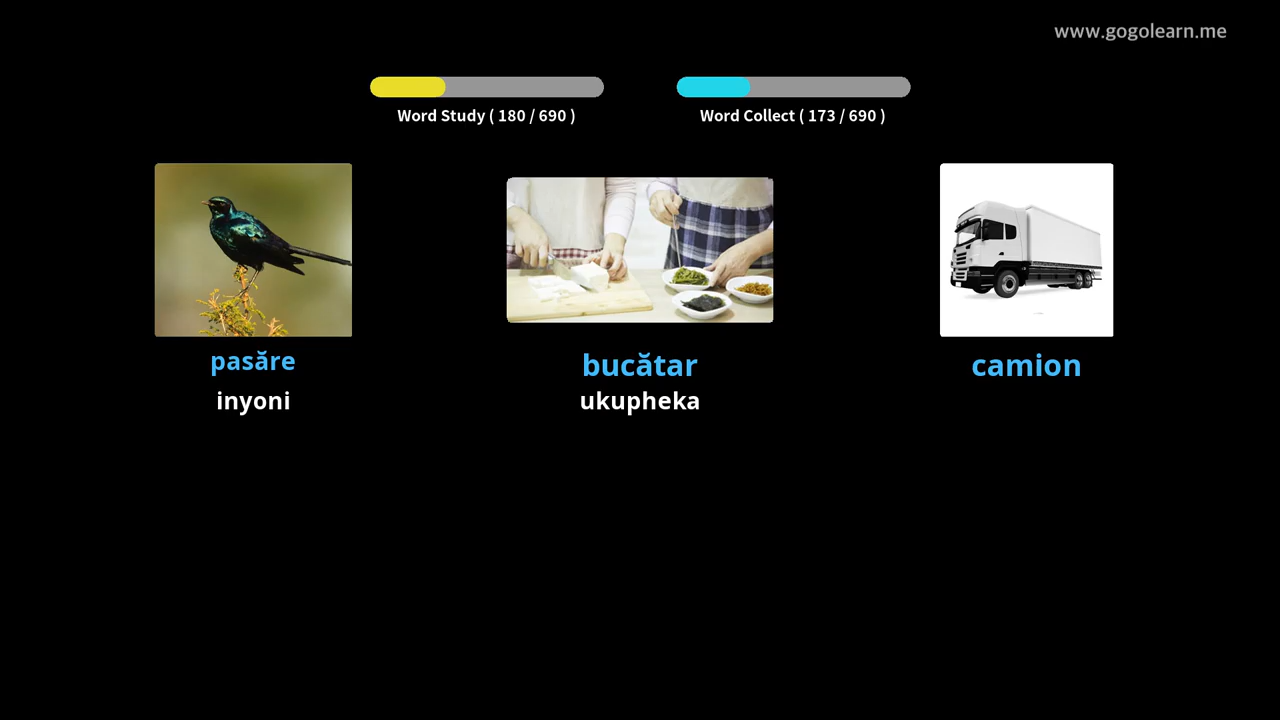 www.gogolearn.me
Word Study ( 180 / 690 )
Word Collect ( 173 / 690 )
pasăre
bucătar
camion
inyoni
ukupheka